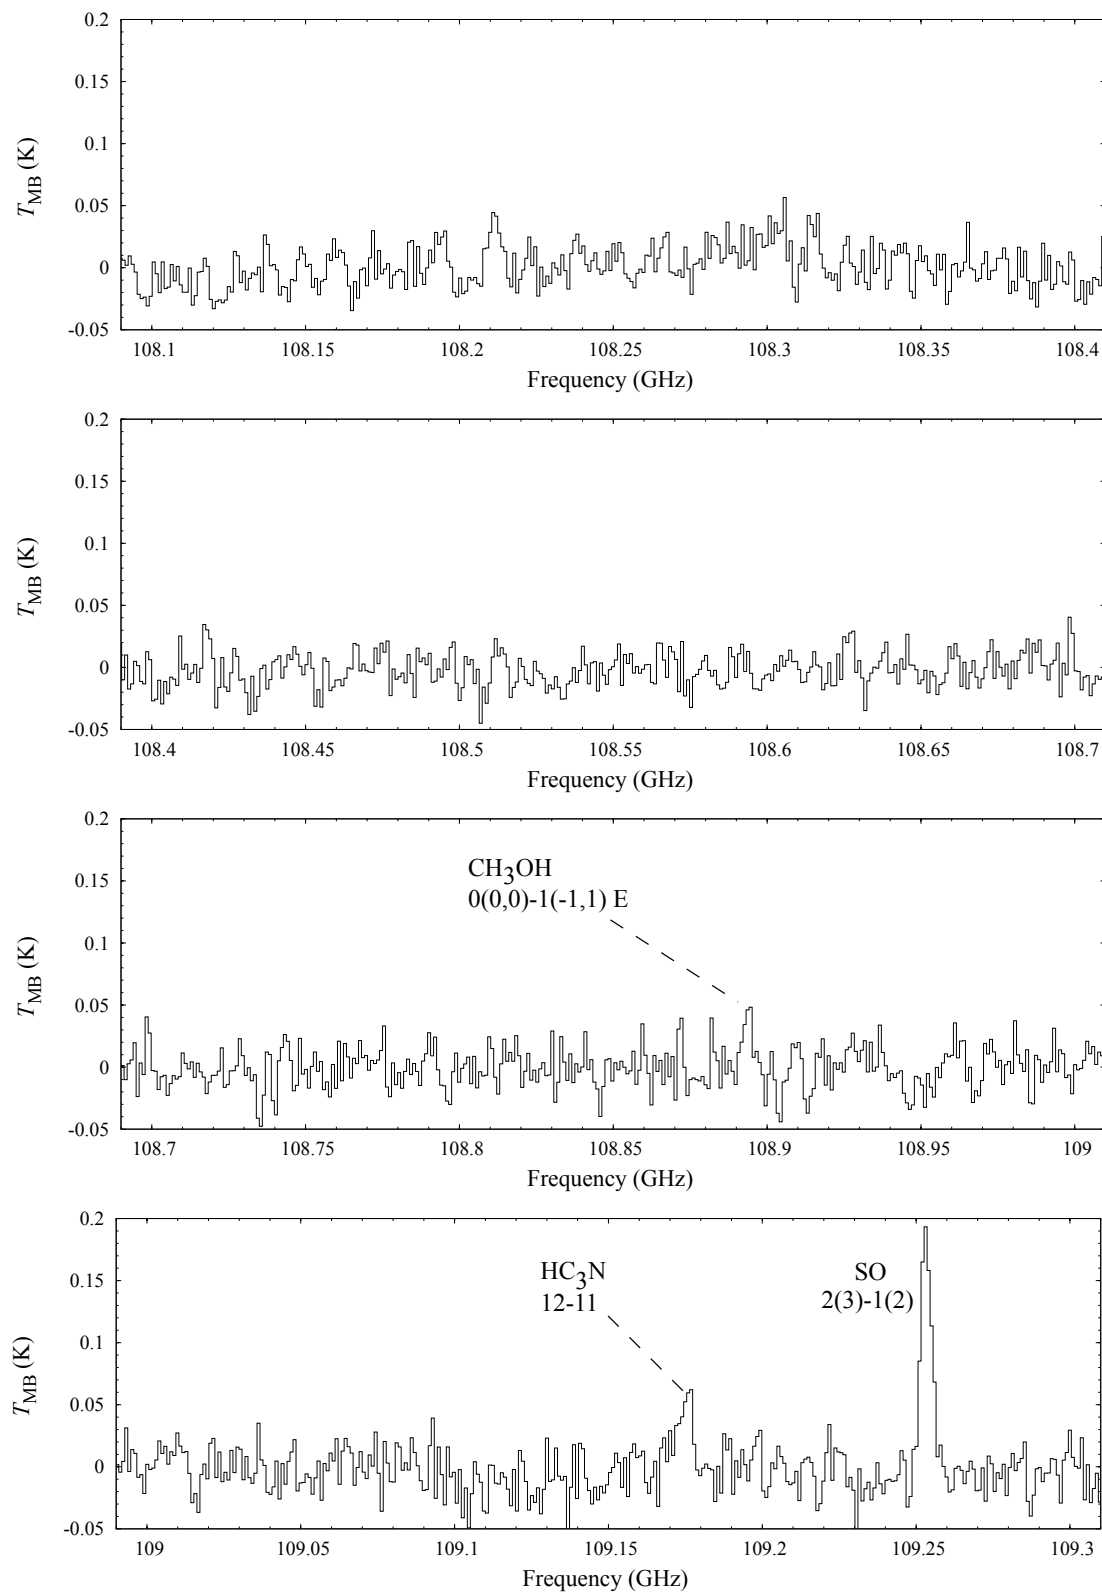 0.2
0.15
0.1
0.05
0
-0.05
T_MB (K)
108.1 108.15 108.2 108.25 108.3 108.35 108.4
Frequency (GHz)
0.2
0.15
0.1
0.05
0
-0.05
T_MB (K)
108.4 108.45 108.5 108.55 108.6 108.65 108.7
Frequency (GHz)
0.2
0.15
0.1
0.05
0
-0.05
T_MB (K)
CH3OH
0(0,0)-1(-1,1) E
108.7 108.75 108.8 108.85 108.9 108.95 109
Frequency (GHz)
0.2
0.15
0.1
0.05
0
-0.05
T_MB (K)
HC3N
12-11
SO
2(3)-1(2)
109 109.05 109.1 109.15 109.2 109.25 109.3
Frequency (GHz)